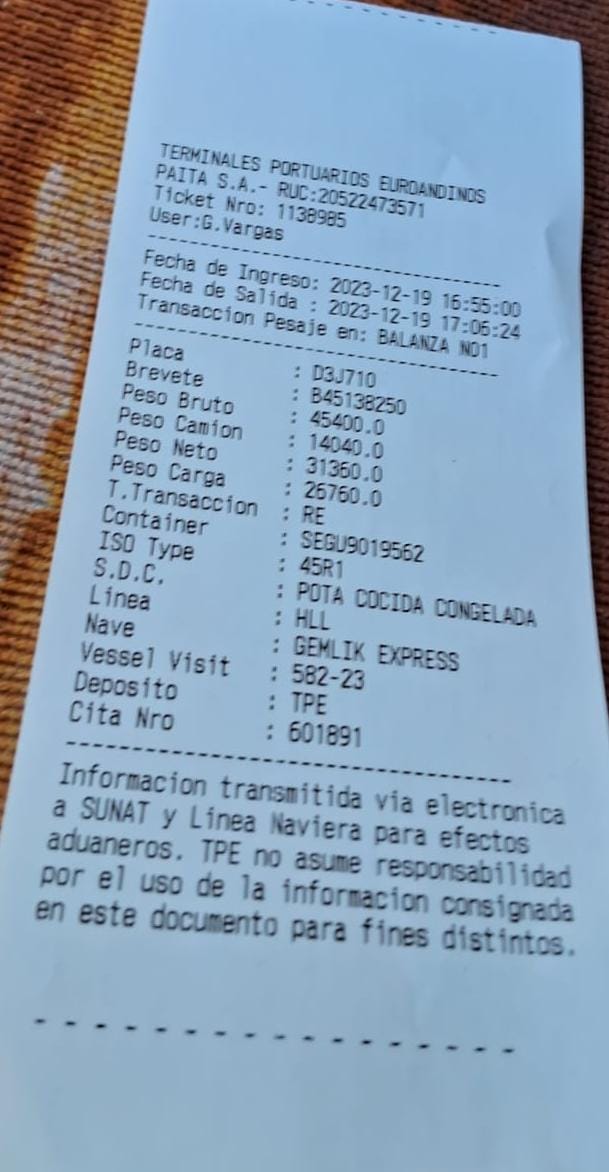 TERMINALES PORTUARIOS EUROANDINOS
PAITA S.A.- RUC:20522473571
Ticket Nro: 1138985
User:G.Vargas
Fecha de Ingreso: 2023-12-19 16:55:00
Fecha de Salida : 2023-12-19 17:06:24
Transaccion Pesaje en: BALANZA NO1
Placa : D3J710
Brevete : B45138250
Peso Bruto : 45400.0
Peso Camion : 14040.0
Peso Neto : 31360.0
Peso Carga : 26760.0
T.Transaccion : RE
Container : SEGU9019562
ISO Type : 45R1
S.D.C. : POTA COCIDA CONGELADA
Linea : HLL
Nave : GEMLIK EXPRESS
Vessel Visit : 582-23
Deposito : TPE
Cita Nro : 601891
Informacion transmitida via electronica
a SUNAT y Linea Naviera para efectos
aduaneros. TPE no asume responsabilidad
por el uso de la informacion consignada
en este documento para fines distintos.